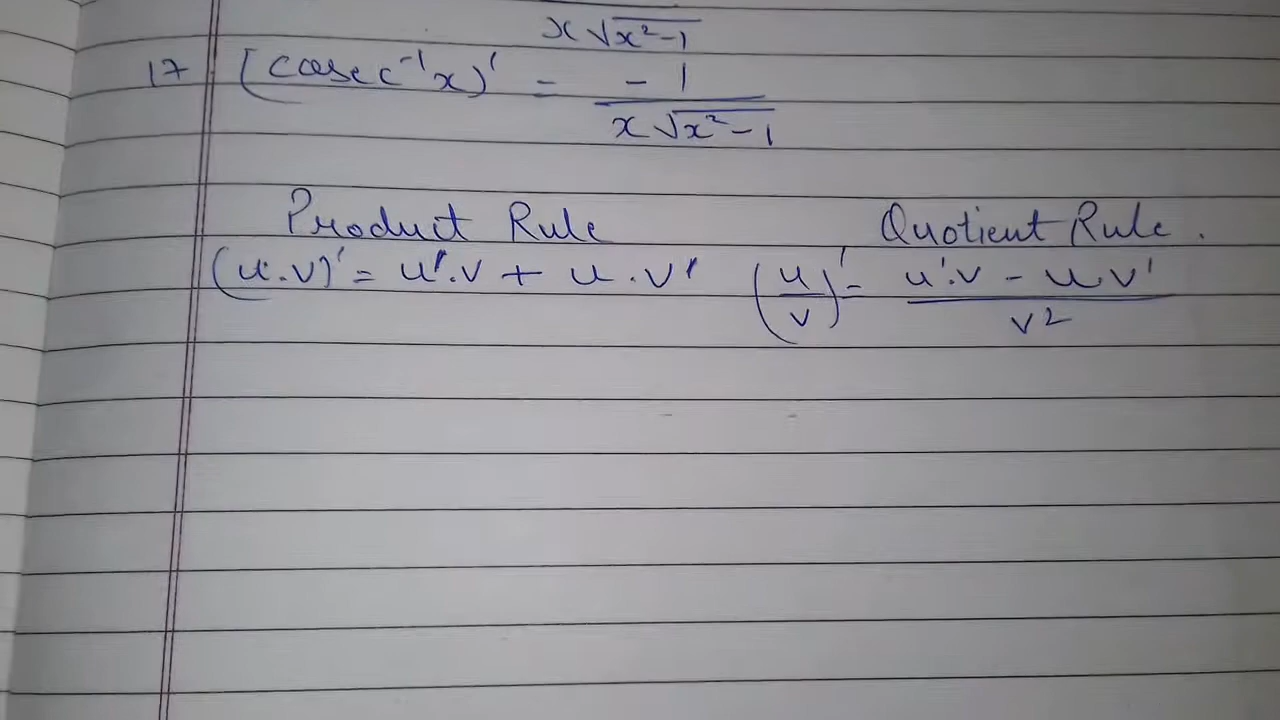 x√x²-1
17 (cosec⁻¹x)' = -1 / x√x²-1
Product Rule Quotient Rule.
(u.v)' = u'.v + u.v' (u/v)' = u'.v - u.v' / v²